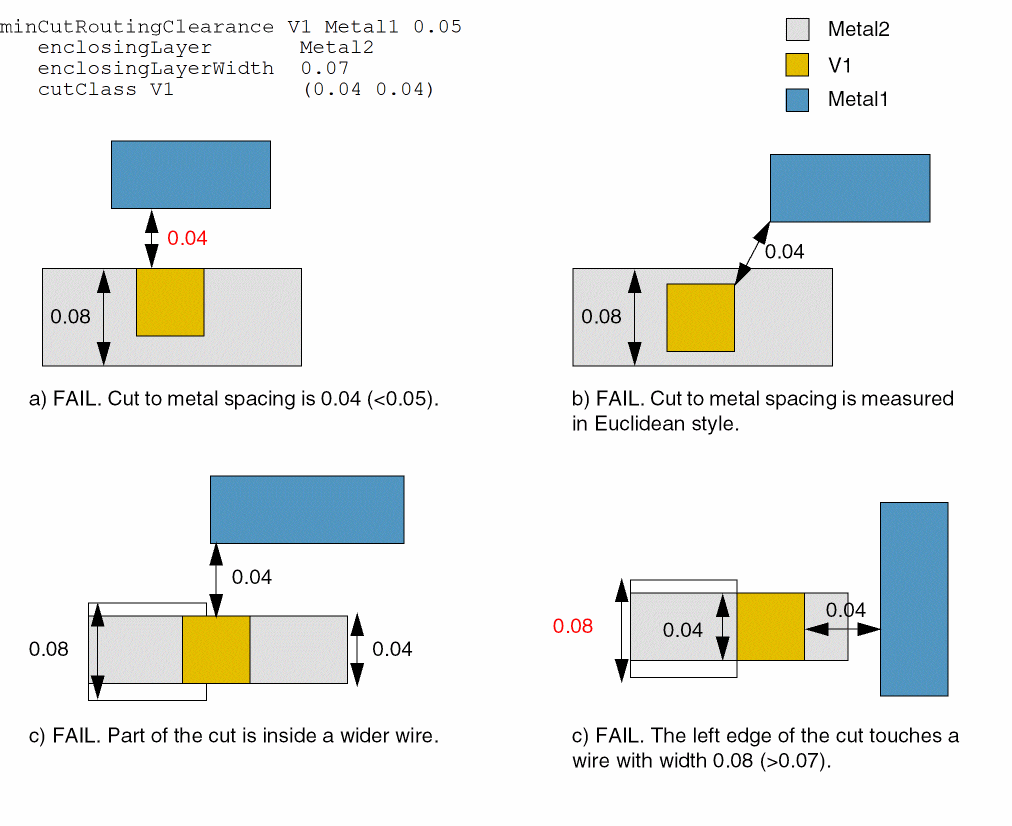 minCutRoutingClearance V1 Metal1 0.05
enclosingLayer Metal2
enclosingLayerWidth 0.07
cutClass V1 (0.04 0.04)
Metal2
V1
Metal1
0.04
0.08
a) FAIL. Cut to metal spacing is 0.04 (<0.05).
0.04
0.08
b) FAIL. Cut to metal spacing is measured
in Euclidean style.
0.04
0.08
0.04
c) FAIL. Part of the cut is inside a wider wire.
0.04
0.08
0.04
c) FAIL. The left edge of the cut touches a
wire with width 0.08 (>0.07).